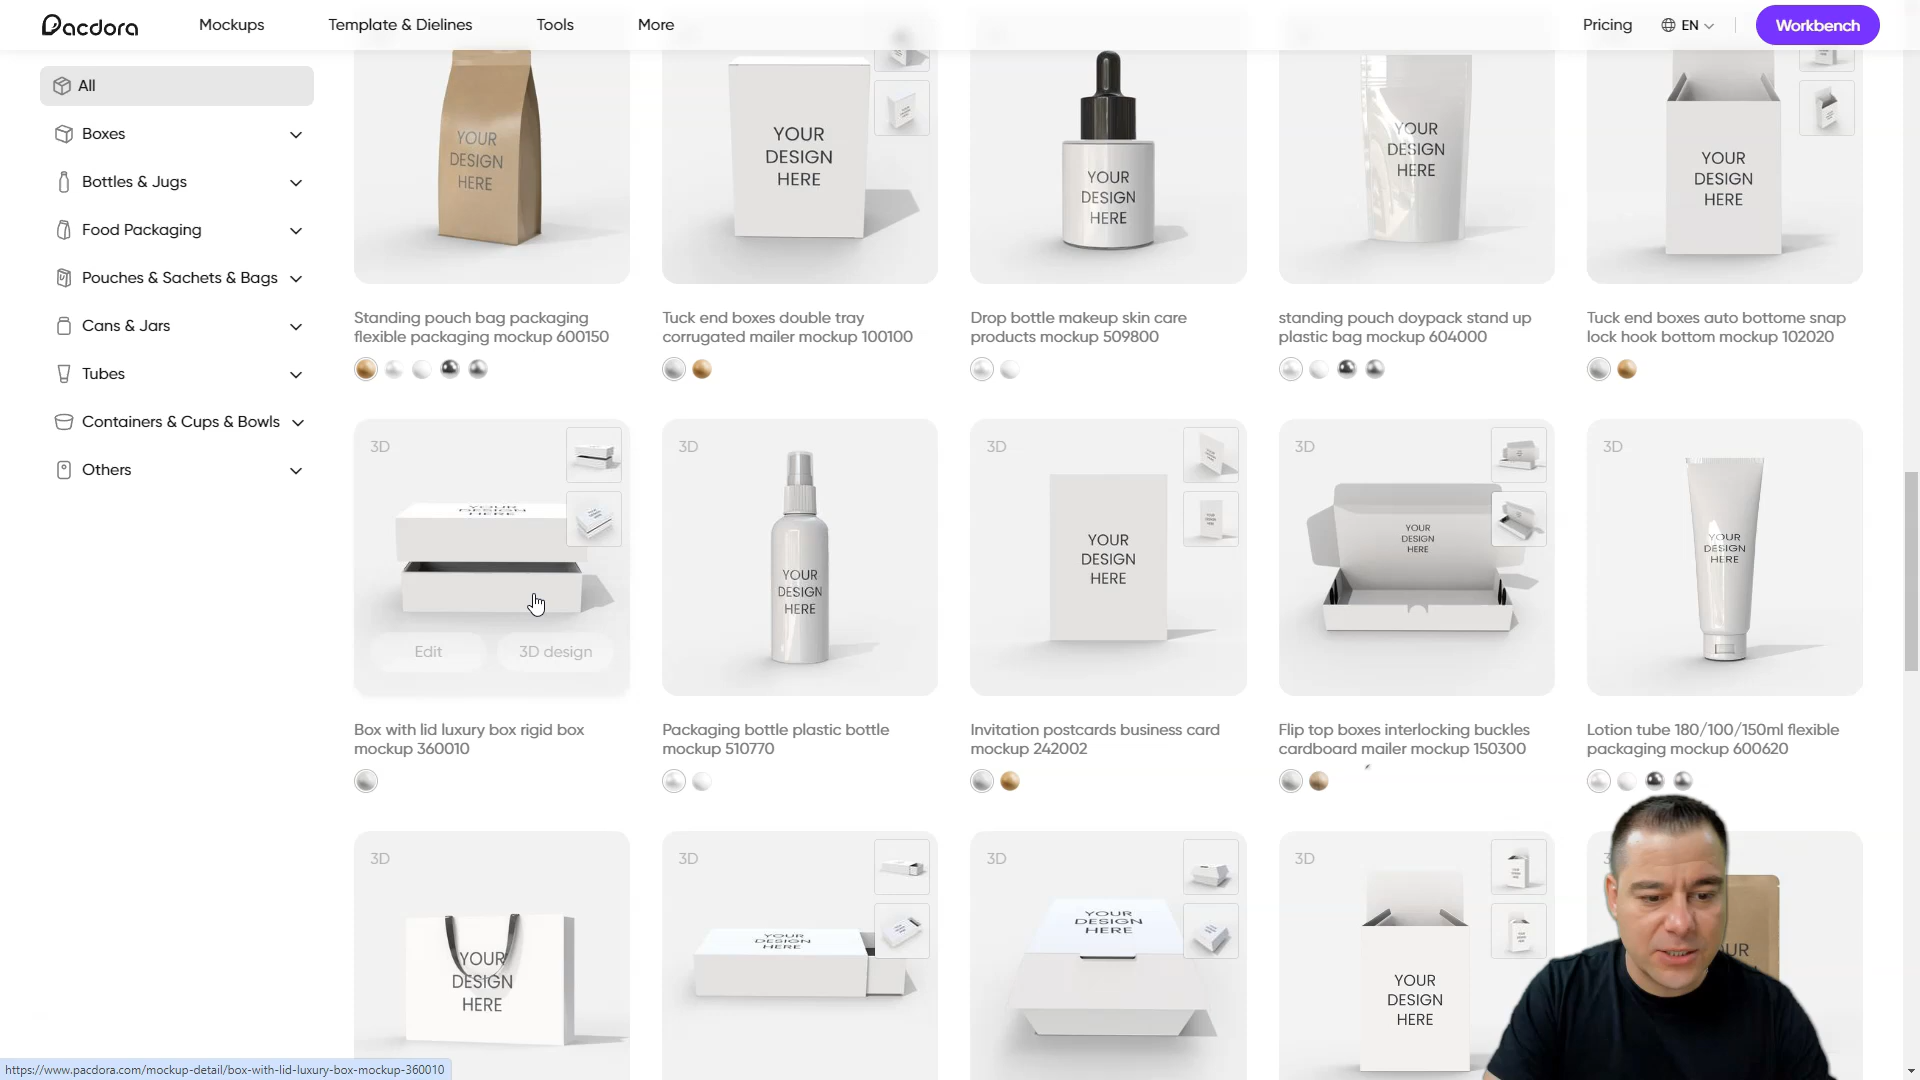 Pacdora
Mockups
Template & Dielines
Tools
More
Pricing
EN
Workbench
All
Boxes
Bottles & Jugs
Food Packaging
Pouches & Sachets & Bags
Cans & Jars
Tubes
Containers & Cups & Bowls
Others
YOUR
DESIGN
HERE
YOUR
DESIGN
HERE
YOUR
DESIGN
HERE
YOUR
DESIGN
HERE
YOUR
DESIGN
HERE
Standing pouch bag packaging
flexible packaging mockup 600150
Tuck end boxes double tray
corrugated mailer mockup 100100
Drop bottle makeup skin care
products mockup 509800
standing pouch doypack stand up
plastic bag mockup 604000
Tuck end boxes auto bottome snap
lock hook bottom mockup 102020
3D
YOUR
DESIGN
HERE
Edit
3D design
3D
YOUR
DESIGN
HERE
3D
YOUR
DESIGN
HERE
3D
YOUR
DESIGN
HERE
3D
YOUR
DESIGN
HERE
Box with lid luxury box rigid box
mockup 360010
Packaging bottle plastic bottle
mockup 510770
Invitation postcards business card
mockup 242002
Flip top boxes interlocking buckles
cardboard mailer mockup 150300
Lotion tube 180/100/150ml flexible
packaging mockup 600620
3D
YOUR
DESIGN
HERE
3D
YOUR
DESIGN
HERE
3D
YOUR
DESIGN
HERE
3D
YOUR
DESIGN
HERE
https://www.pacdora.com/mockup-detail/box-with-lid-luxury-box-mockup-360010